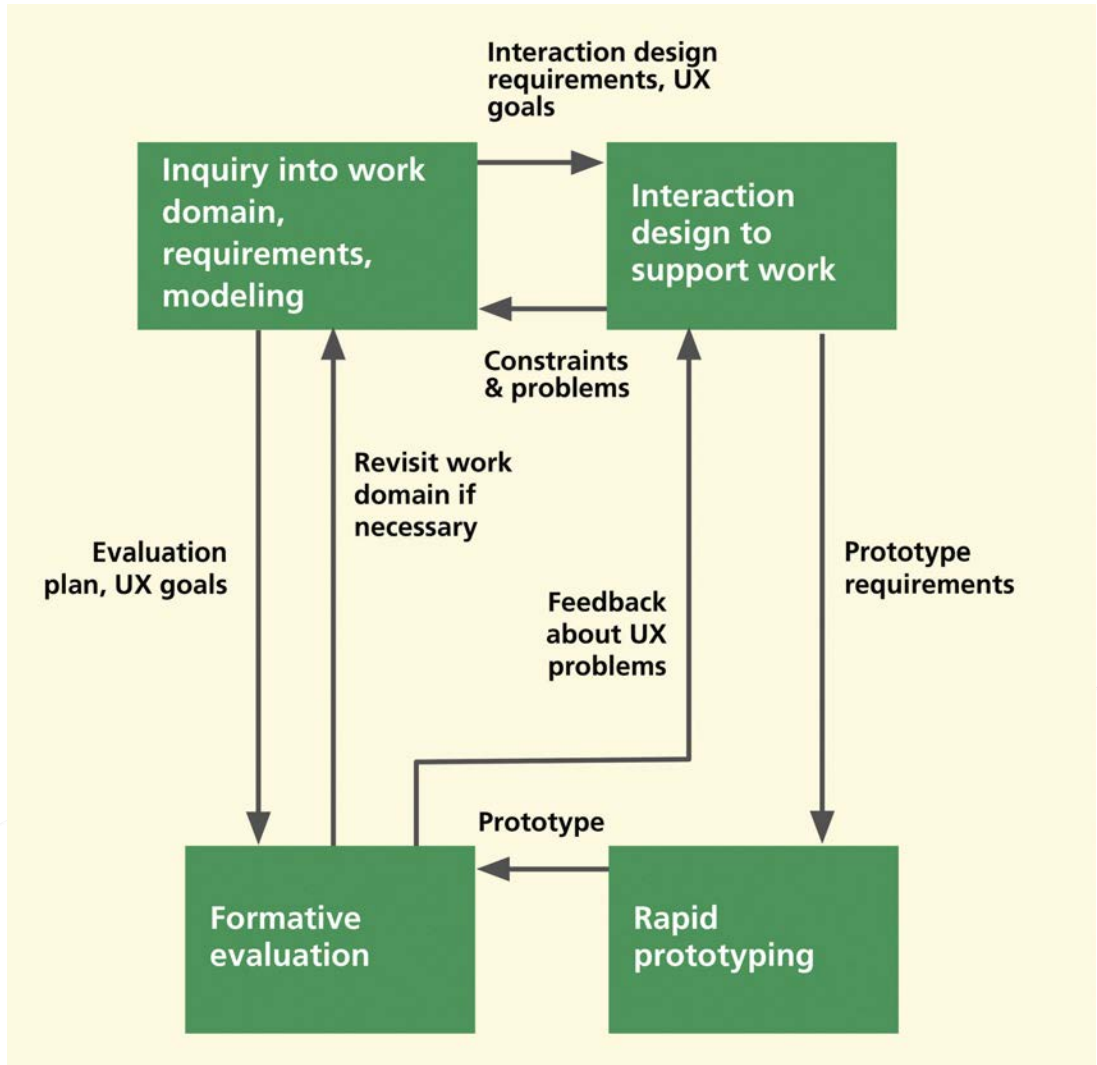 Interaction design
requirements, UX
goals
Inquiry into work
domain,
requirements,
modeling
Interaction
design to
support work
Constraints
& problems
Revisit work
domain if
necessary
Evaluation
plan, UX goals
Feedback
about UX
problems
Prototype
requirements
Prototype
Formative
evaluation
Rapid
prototyping